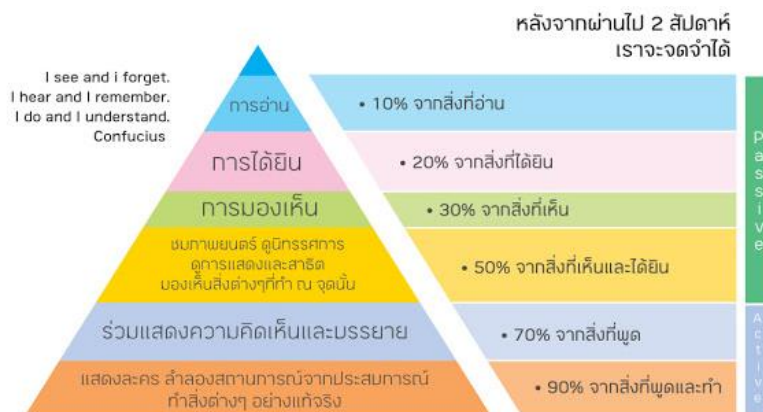 หลังจากผ่านไป 2 สัปดาห์
เราจะจดจำได้
I see and i forget.
I hear and I remember.
I do and I understand.
Confucius
การอ่าน
• 10% จากสิ่งที่อ่าน
การได้ยิน
• 20% จากสิ่งที่ได้ยิน
การมองเห็น
• 30% จากสิ่งที่เห็น
ชมภาพยนตร์ ดูนิทรรศการ
ดูการแสดงและสาธิต
มองเห็นสิ่งต่างๆที่ทำ ณ จุดนั้น
• 50% จากสิ่งที่เห็นและได้ยิน
ร่วมแสดงความคิดเห็นและบรรยาย
• 70% จากสิ่งที่พูด
แสดงละคร ลำลองสถานการณ์จากประสมการณ์
ทำสิ่งต่างๆ อย่างแท้จริง
• 90% จากสิ่งที่พูดและทำ
Passive
Active